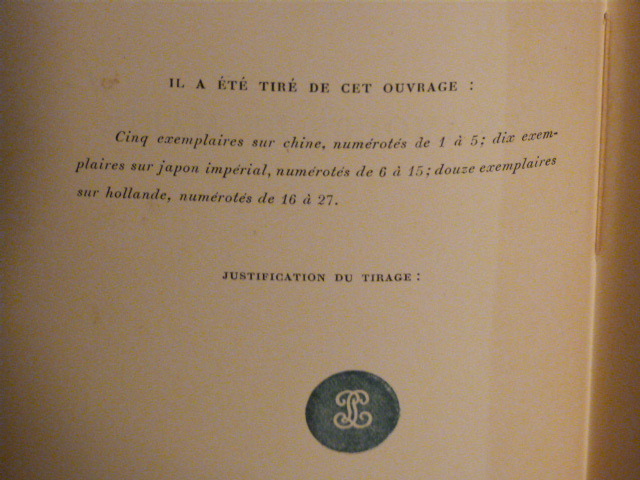 IL A ÉTÉ TIRÉ DE CET OUVRAGE :
Cinq exemplaires sur chine, numérotés de 1 à 5; dix exem-
plaires sur japon impérial, numérotés de 6 à 15; douze exemplaires
sur hollande, numérotés de 16 à 27.
JUSTIFICATION DU TIRAGE :